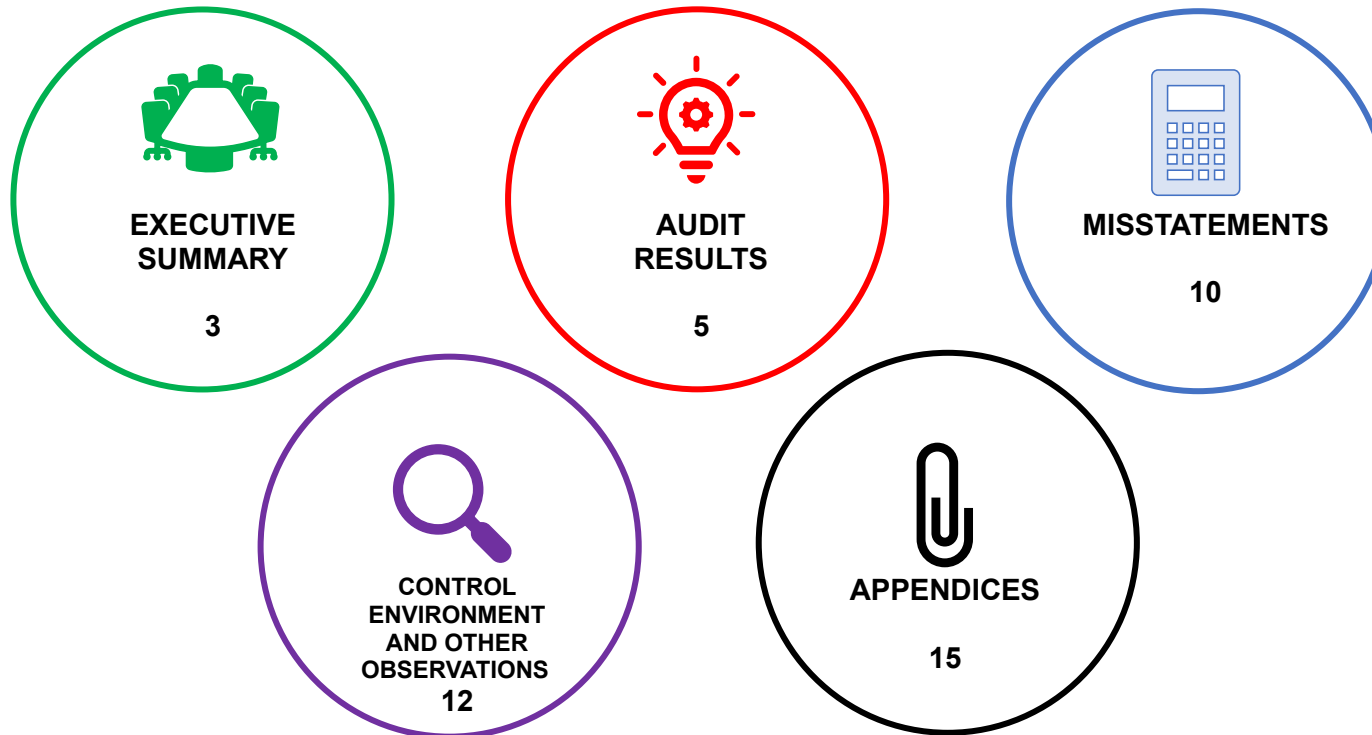 EXECUTIVE
SUMMARY
3
AUDIT
RESULTS
5
MISSTATEMENTS
10
CONTROL
ENVIRONMENT
AND OTHER
OBSERVATIONS
12
APPENDICES
15